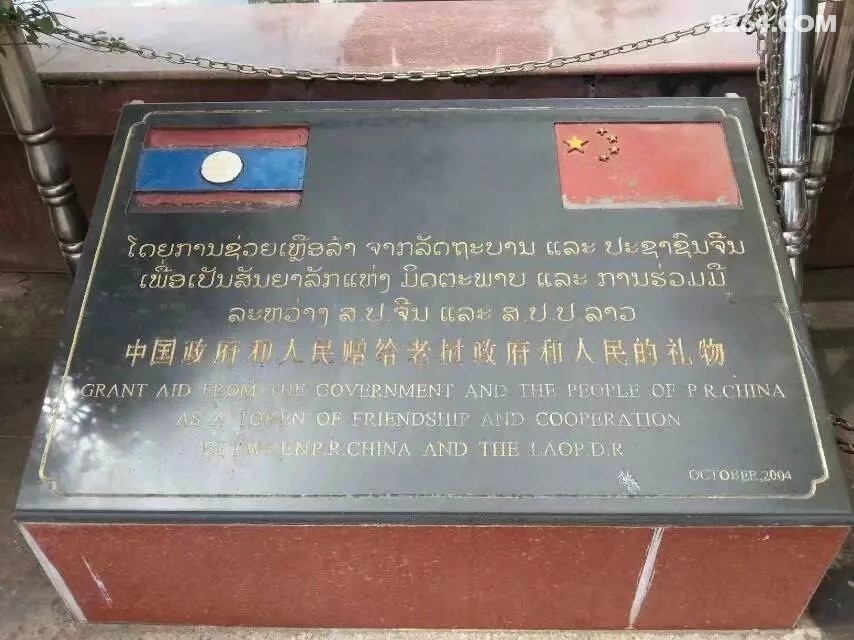 8264.COM
ໂດຍການຊ່ວຍເຫຼືອລ້າ ຈາກລັດຖະບານ ແລະ ປະຊາຊົນຈີນ
ເພື່ອເປັນສັນຍາລັກແຫ່ງ ມິດຕະພາບ ແລະ ການຮ່ວມມື
ລະຫວ່າງ ສ.ປ.ຈີນ ແລະ ສ.ປ.ປ.ລາວ
中国政府和人民赠给老挝政府和人民的礼物
GRANT AID FROM THE GOVERNMENT AND THE PEOPLE OF P.R.CHINA
AS A TOKEN OF FRIENDSHIP AND COOPERATION
BETWEEN P.R.CHINA AND THE LAO P.D.R
OCTOBER,2004